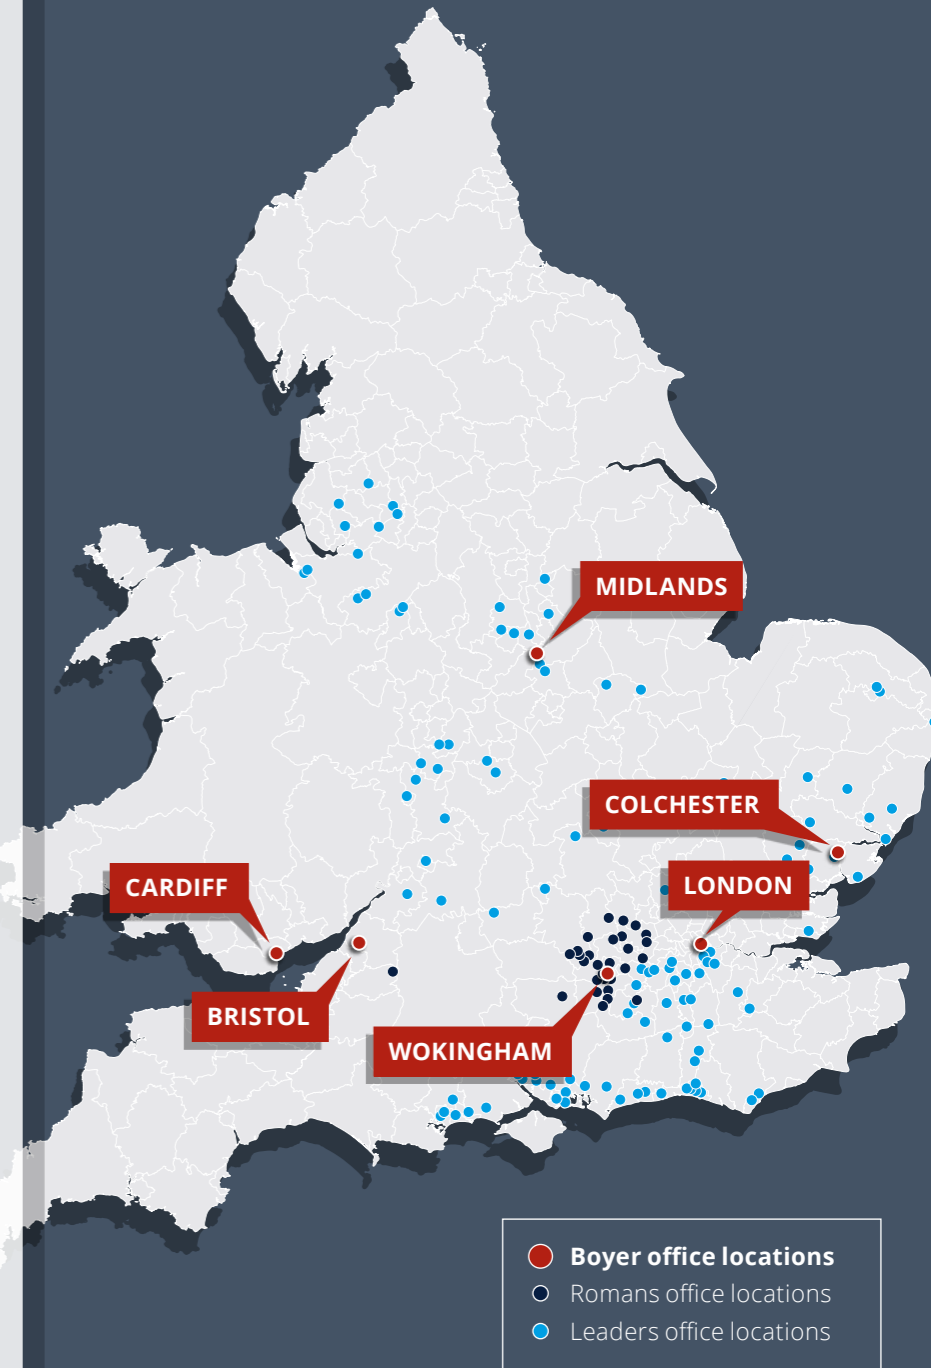 MIDLANDS
COLCHESTER
LONDON
CARDIFF
BRISTOL
WOKINGHAM
Boyer office locations
Romans office locations
Leaders office locations